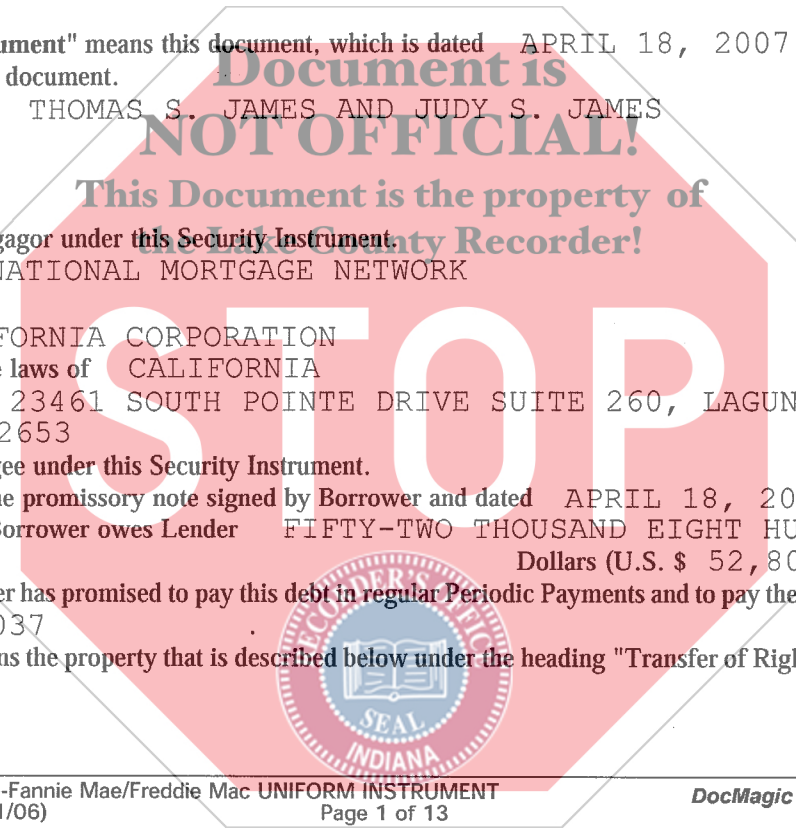 ument" means this document, which is dated APRIL 18, 2007
Document is
document.
THOMAS S. JAMES AND JUDY S. JAMES
NOT OFFICIAL!
This Document is the property of
the Lake County Recorder!
gagor under this Security Instrument.
NATIONAL MORTGAGE NETWORK
FORNIA CORPORATION
laws of CALIFORNIA
23461 SOUTH POINTE DRIVE SUITE 260, LAGUN
2653
STOP
gee under this Security Instrument.
he promissory note signed by Borrower and dated APRIL 18, 20
Borrower owes Lender FIFTY-TWO THOUSAND EIGHT HU
Dollars (U.S. $ 52,80
er has promised to pay this debt in regular Periodic Payments and to pay the
037
ns the property that is described below under the heading "Transfer of Righ
RECORDER'S OFFICE
SEAL
INDIANA
-Fannie Mae/Freddie Mac UNIFORM INSTRUMENT
DocMagic
1/06)
Page 1 of 13